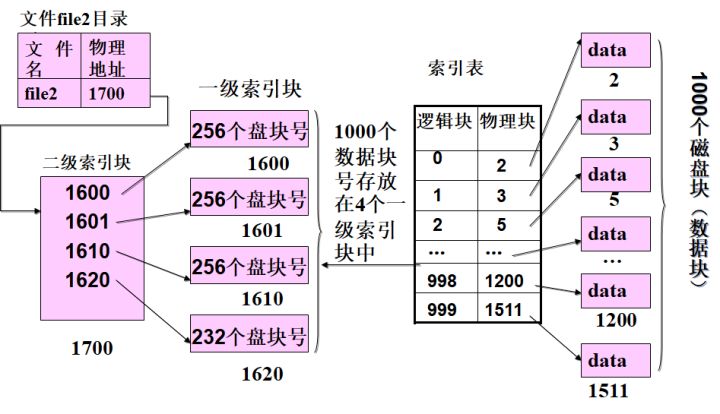 文件file2目录
文 件名
物理地址
file2
1700
二级索引块
1600
1601
1610
1620
1700
一级索引块
256个盘块号
1600
256个盘块号
1601
256个盘块号
1610
232个盘块号
1620
1000个
数据块
号存放
在4个一
级索引
块中
索引表
逻辑块 物理块
0 2
1 3
2 5
... ...
998 1200
999 1511
data
2
data
3
data
5
data
...
data
1200
data
1511
1000个磁盘块（数据块）